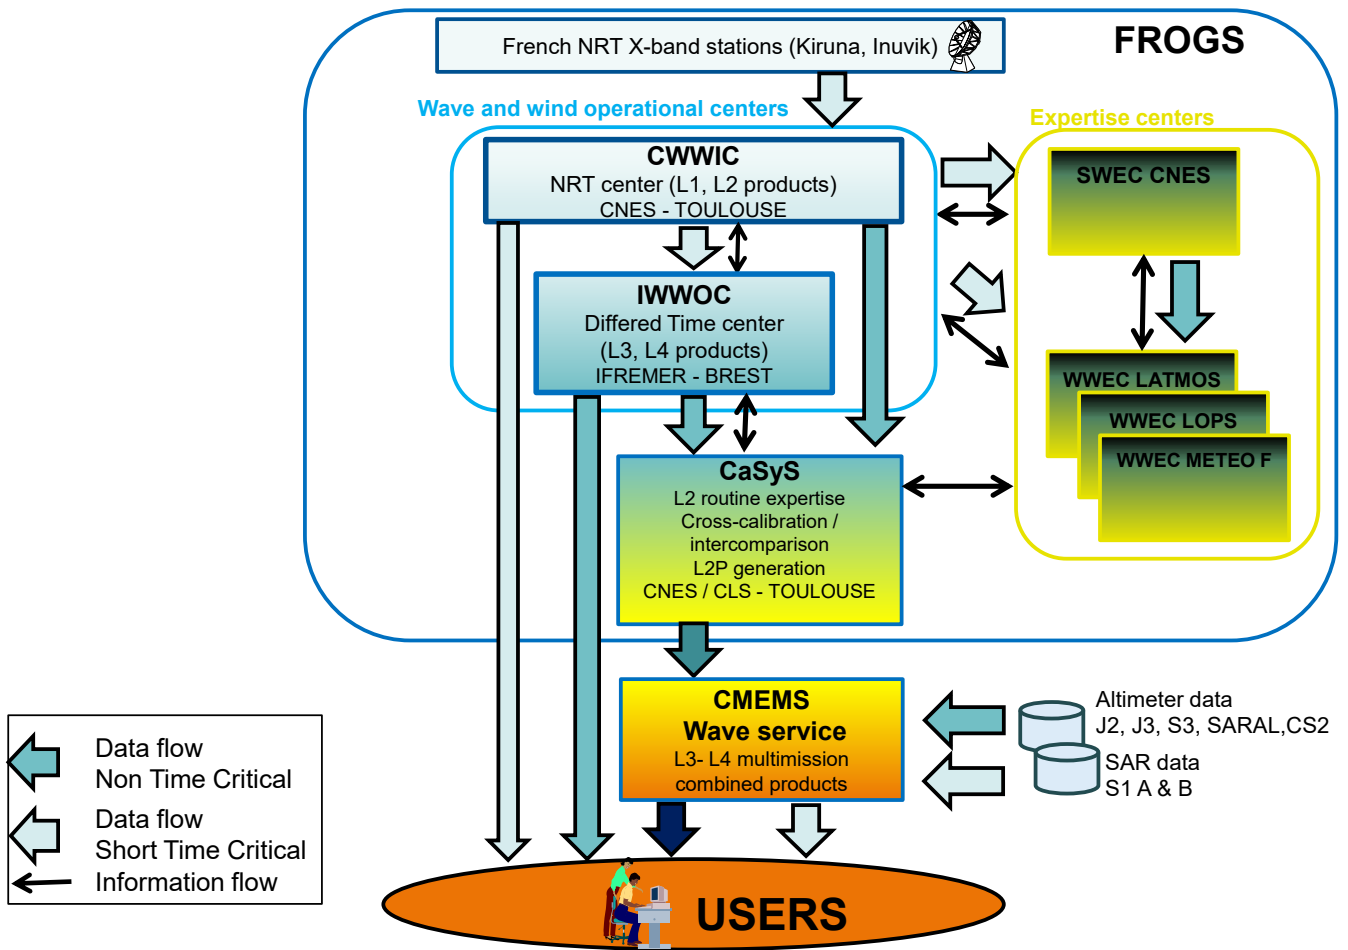 FROGS
French NRT X-band stations (Kiruna, Inuvik)
Wave and wind operational centers
Expertise centers
CWWIC
NRT center (L1, L2 products)
CNES - TOULOUSE
SWEC CNES
IWWOC
Differed Time center
(L3, L4 products)
IFREMER - BREST
WWEC LATMOS
WWEC LOPS
WWEC METEO F
CaSyS
L2 routine expertise
Cross-calibration /
intercomparison
L2P generation
CNES / CLS - TOULOUSE
CMEMS
Wave service
L3- L4 multimission
combined products
Altimeter data
J2, J3, S3, SARAL,CS2
SAR data
S1 A & B
Data flow
Non Time Critical
Data flow
Short Time Critical
Information flow
USERS